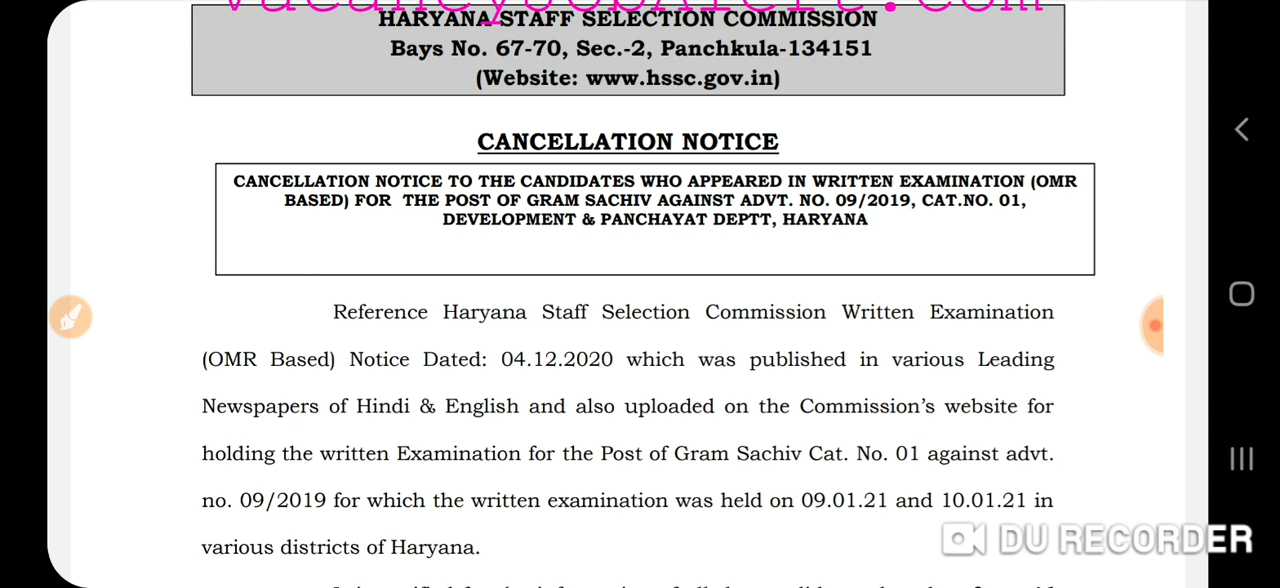 HARYANA STAFF SELECTION COMMISSION
Bays No. 67-70, Sec.-2, Panchkula-134151
(Website: www.hssc.gov.in)
CANCELLATION NOTICE
CANCELLATION NOTICE TO THE CANDIDATES WHO APPEARED IN WRITTEN EXAMINATION (OMR
BASED) FOR THE POST OF GRAM SACHIV AGAINST ADVT. NO. 09/2019, CAT.NO. 01,
DEVELOPMENT & PANCHAYAT DEPTT, HARYANA
Reference Haryana Staff Selection Commission Written Examination
(OMR Based) Notice Dated: 04.12.2020 which was published in various Leading
Newspapers of Hindi & English and also uploaded on the Commission's website for
holding the written Examination for the Post of Gram Sachiv Cat. No. 01 against advt.
no. 09/2019 for which the written examination was held on 09.01.21 and 10.01.21 in
various districts of Haryana.
DU RECORDER